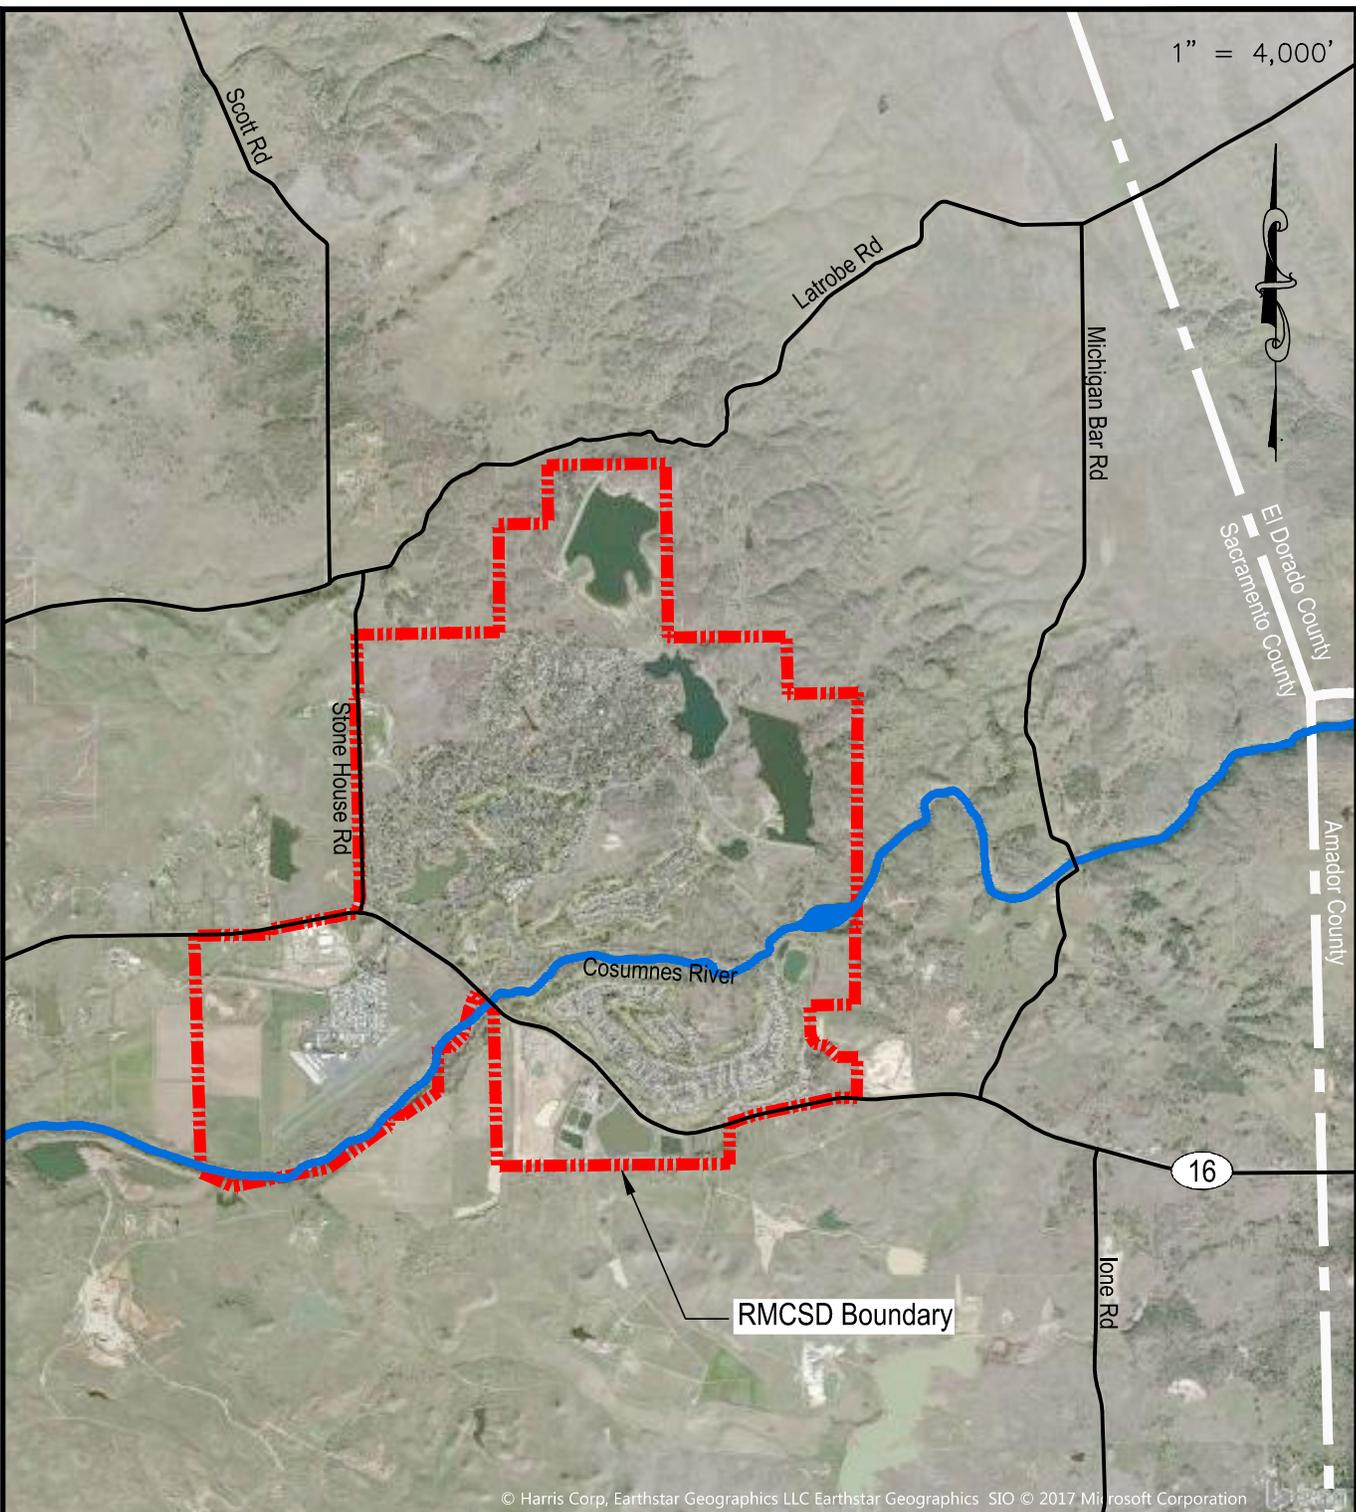 1” = 4,000’
Scott Rd
Latrobe Rd
Michigan Bar Rd
El Dorado County
Sacramento County
Stone House Rd
Amador County
Cosumnes River
16
Ione Rd
RMCSD Boundary
© Harris Corp, Earthstar Geographics LLC Earthstar Geographics SIO © 2017 Microsoft Corporation